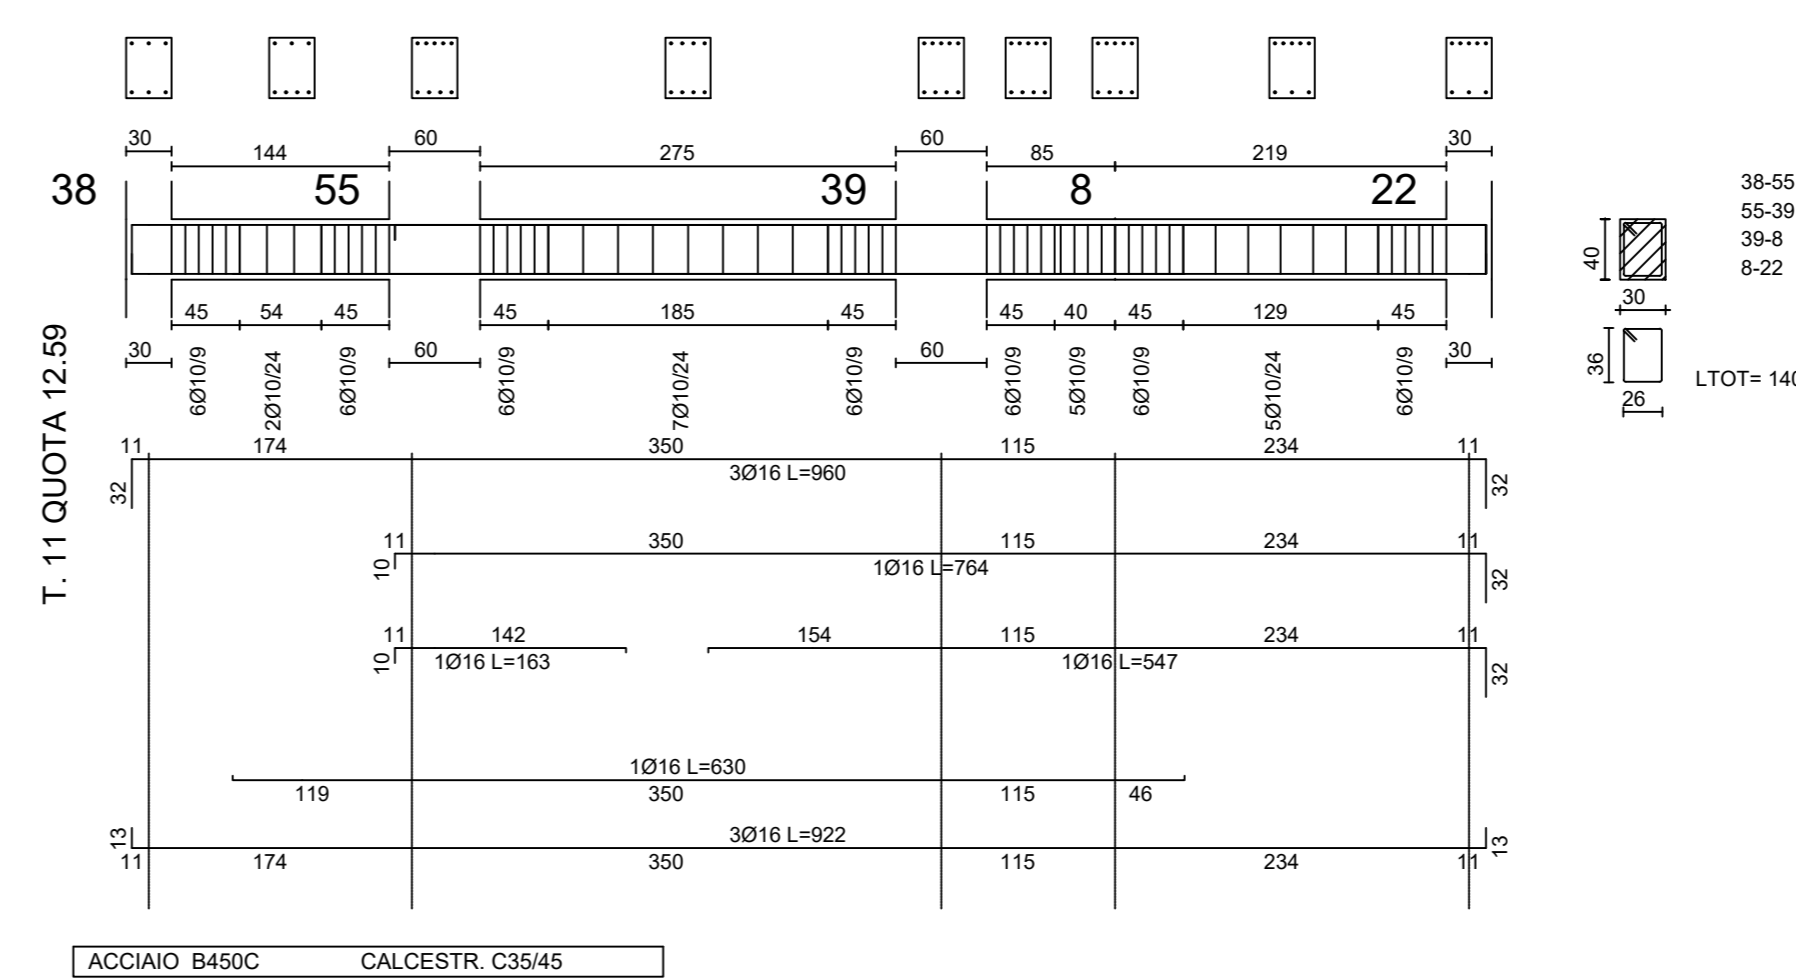 30 60 60 30
144 275 85 219
38 55 39 8 22
45 54 45 45 185 45 45 40 45 129 45
30 60 60 30
6Ø10/9 2Ø10/24 6Ø10/9 6Ø10/9 7Ø10/24 6Ø10/9 6Ø10/9 5Ø10/9 6Ø10/9 5Ø10/24 6Ø10/9
T. 11 QUOTA 12.59
11 174 350 115 234 11
3Ø16 L=960
32 32
11 350 115 234 11
1Ø16 L=764
10 32
11 142 154 115 234 11
1Ø16 L=163 1Ø16 L=547
10 32
1Ø16 L=630
119 350 115 46
13 3Ø16 L=922 13
11 174 350 115 234 11
38-55
55-39
39-8
8-22
40
30
36
26
LTOT= 140
ACCIAIO B450C CALCESTR. C35/45